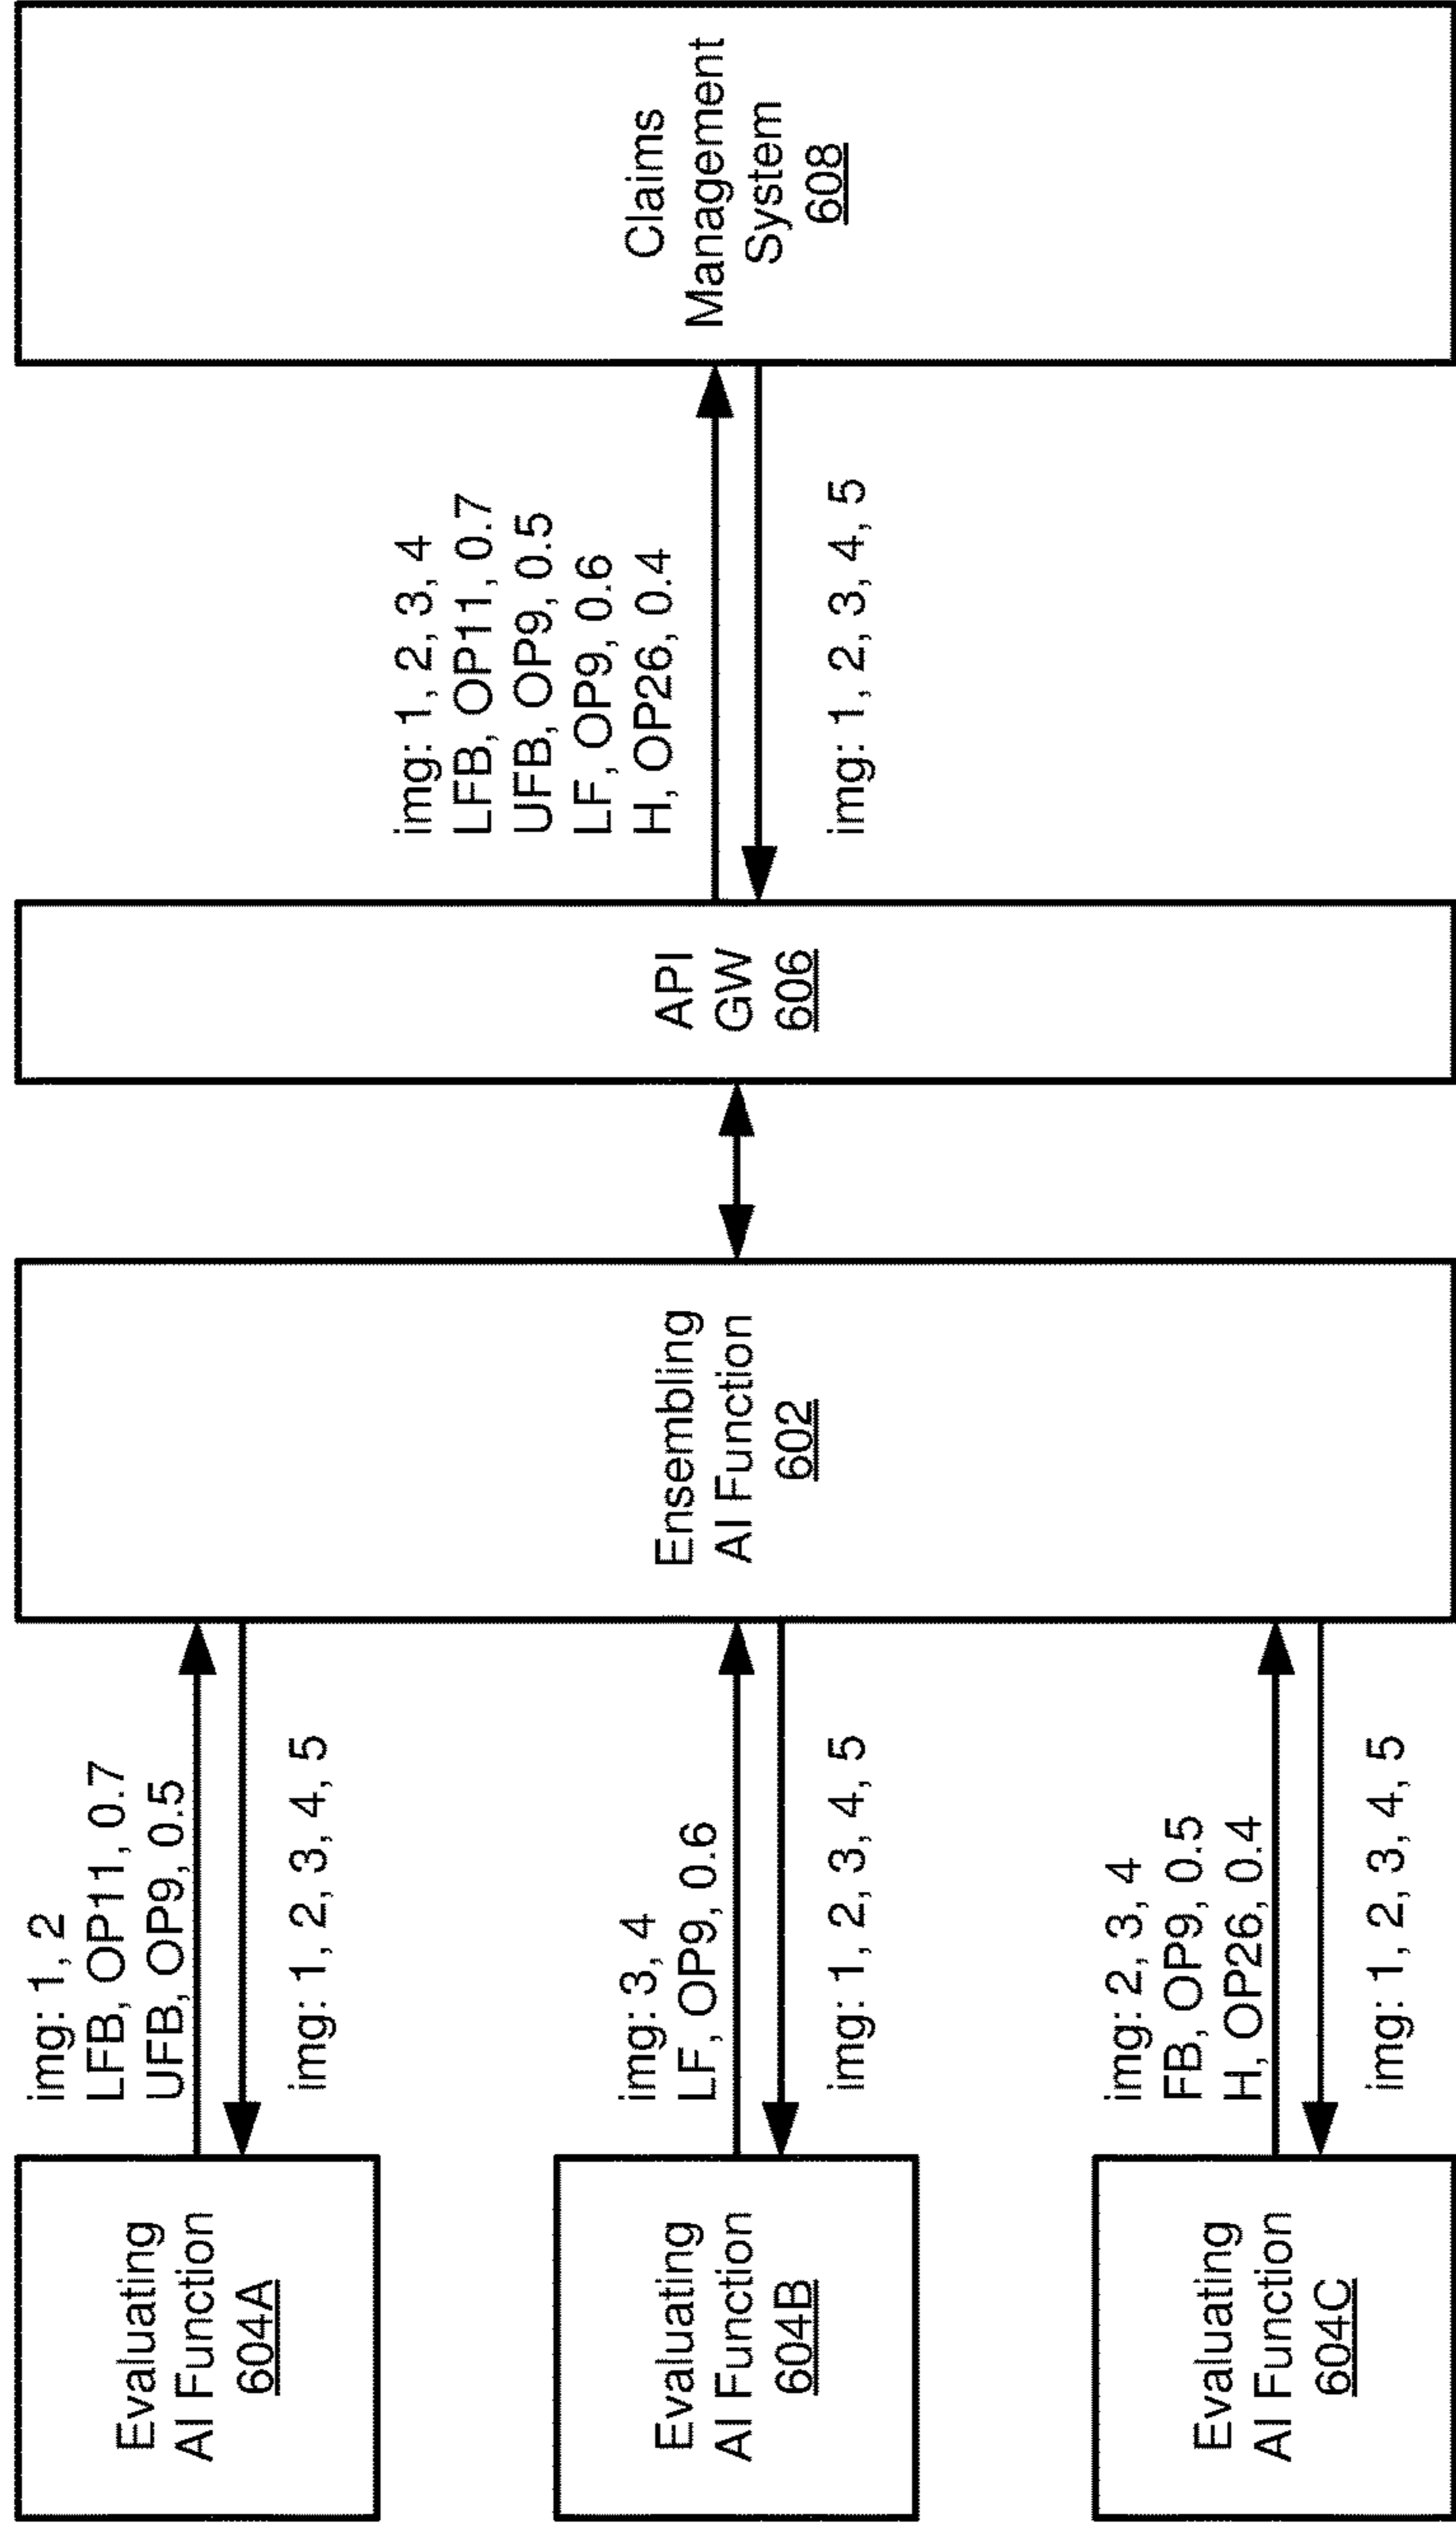 Evaluating
AI Function
604A
img: 1, 2
LFB, OP11, 0.7
UFB, OP9, 0.5
img: 1, 2, 3, 4, 5
Evaluating
AI Function
604B
img: 3, 4
LF, OP9, 0.6
img: 1, 2, 3, 4, 5
Evaluating
AI Function
604C
img: 2, 3, 4
FB, OP9, 0.5
H, OP26, 0.4
img: 1, 2, 3, 4, 5
Ensembling
AI Function
602
API
GW
606
img: 1, 2, 3, 4
LFB, OP11, 0.7
UFB, OP9, 0.5
LF, OP9, 0.6
H, OP26, 0.4
img: 1, 2, 3, 4, 5
Claims
Management
System
608